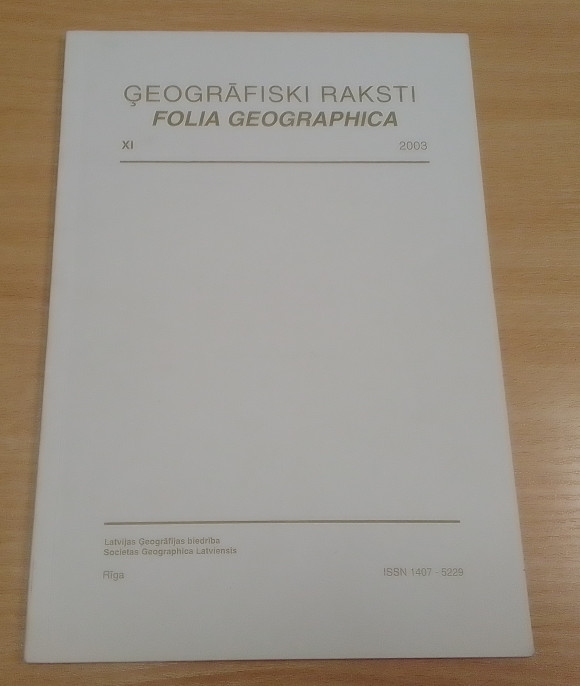 ĢEOGRĀFISKI RAKSTI
FOLIA GEOGRAPHICA
XI 2003
Latvijas Ģeogrāfijas biedrība
Societas Geographica Latviensis
Rīga ISSN 1407 - 5229